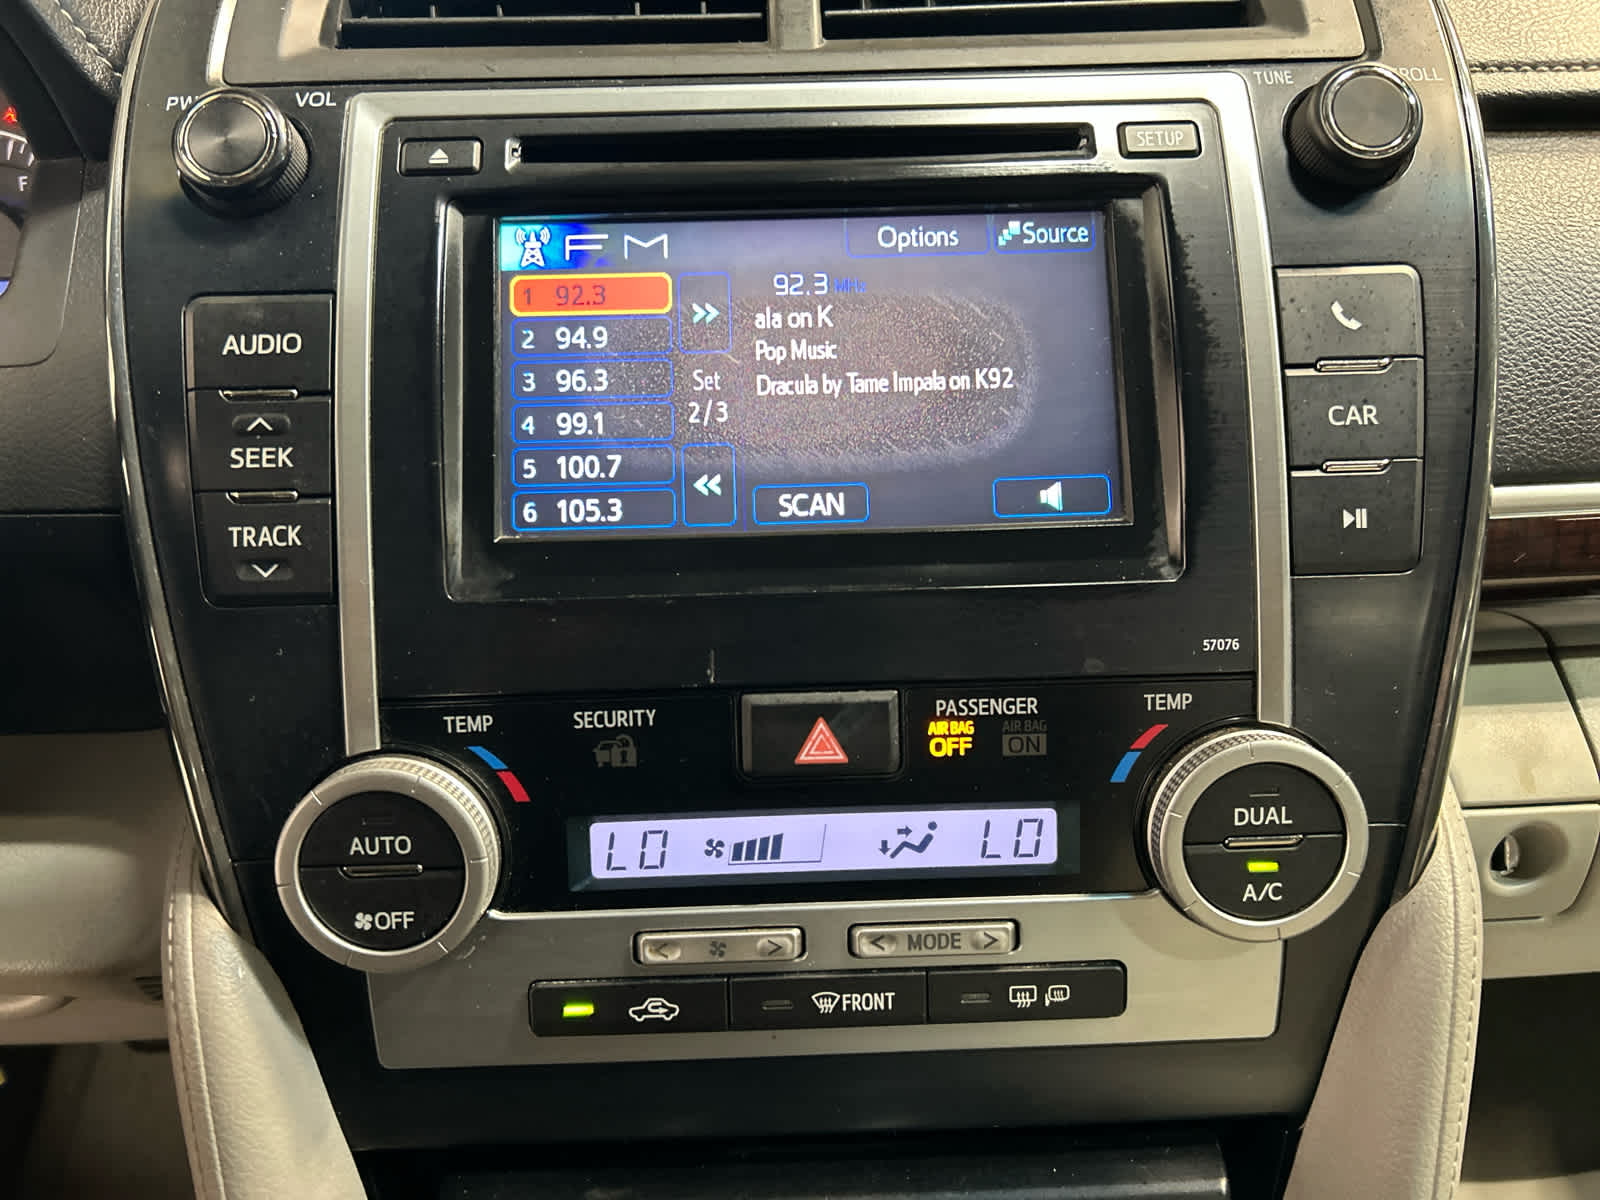 VOL
TUNE
SETUP
FM
Options
Source
1 92.3
2 94.9
3 96.3
4 99.1
5 100.7
6 105.3
Set
2/3
92.3 MHz
ala on K
Pop Music
Dracula by Tame Impala on K92
SCAN
AUDIO
SEEK
TRACK
CAR
F
57076
TEMP
SECURITY
PASSENGER
AIR BAG
OFF
AIR BAG
ON
TEMP
AUTO
OFF
LO
LO
DUAL
A/C
< >
< MODE >
FRONT